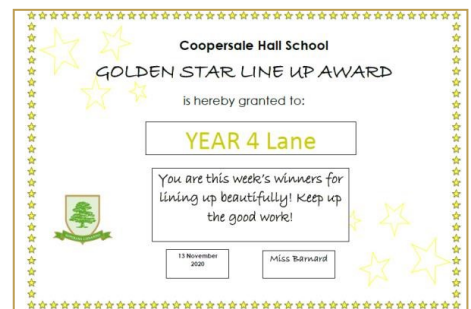 Coopersale Hall School
GOLDEN STAR LINE UP AWARD
is hereby granted to:
YEAR 4 Lane
You are this week's winners for
lining up beautifully! Keep up
the good work!
13 November
2020
Miss Barnard